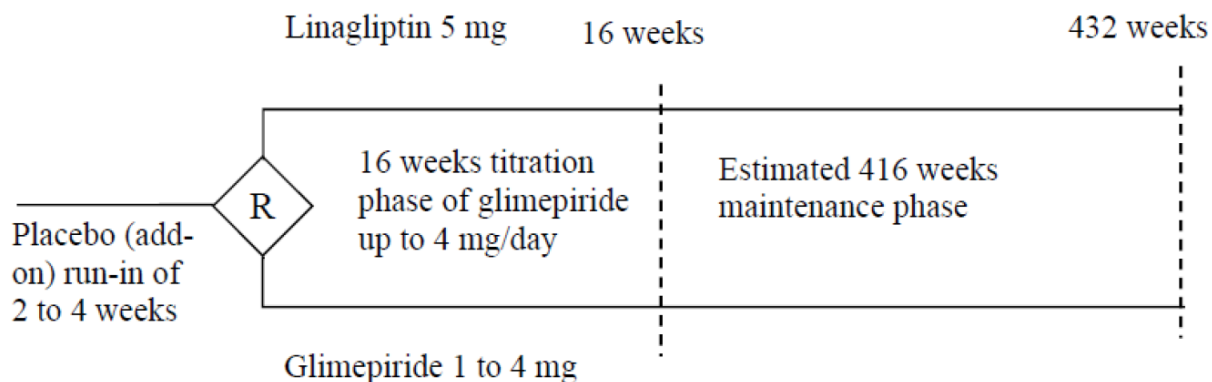 Linagliptin 5 mg
16 weeks
432 weeks
16 weeks titration
phase of glimepiride
up to 4 mg/day
Estimated 416 weeks
maintenance phase
R
Placebo (add-
on) run-in of
2 to 4 weeks
Glimepiride 1 to 4 mg